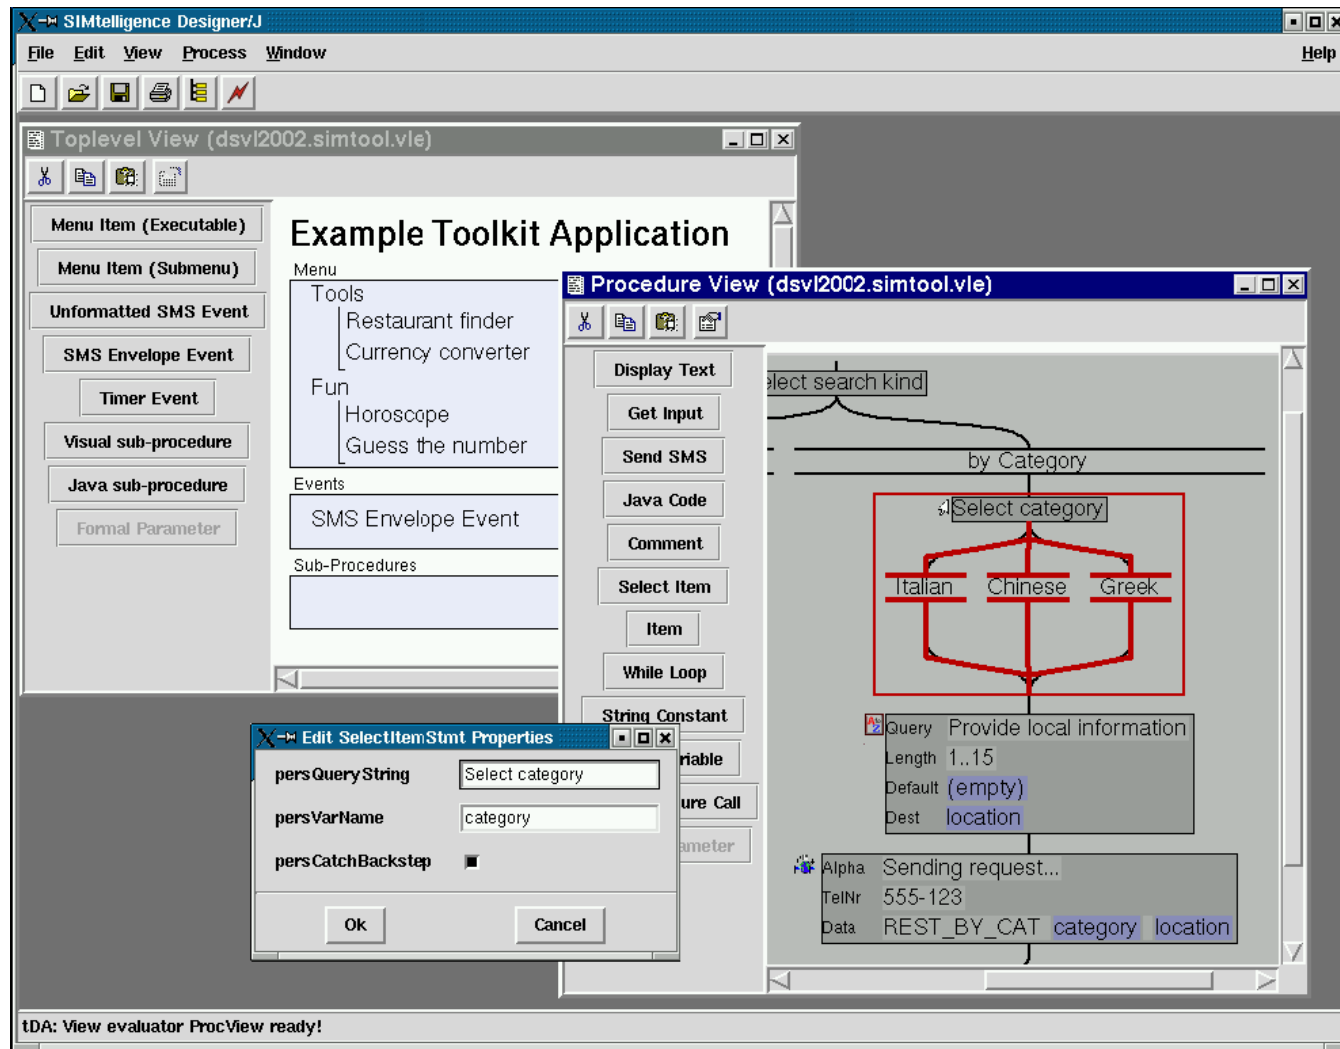 SIMtelligence Designer/J
File Edit View Process Window Help
Toplevel View (dsvl2002.simtool.vle)
Menu Item (Executable)
Menu Item (Submenu)
Unformatted SMS Event
SMS Envelope Event
Timer Event
Visual sub-procedure
Java sub-procedure
Formal Parameter
Example Toolkit Application
Menu
Tools
Restaurant finder
Currency converter
Fun
Horoscope
Guess the number
Events
SMS Envelope Event
Sub-Procedures
Procedure View (dsvl2002.simtool.vle)
Display Text
Get Input
Send SMS
Java Code
Comment
Select Item
Item
While Loop
String Constant
riable
ure Call
ameter
elect search kind
by Category
Select category
Italian Chinese Greek
Query Provide local information
Length 1..15
Default (empty)
Dest location
Alpha Sending request...
TelNr 555-123
Data REST_BY_CAT category location
Edit SelectItemStmt Properties
persQueryString Select category
persVarName category
persCatchBackstep
Ok Cancel
tDA: View evaluator ProcView ready!